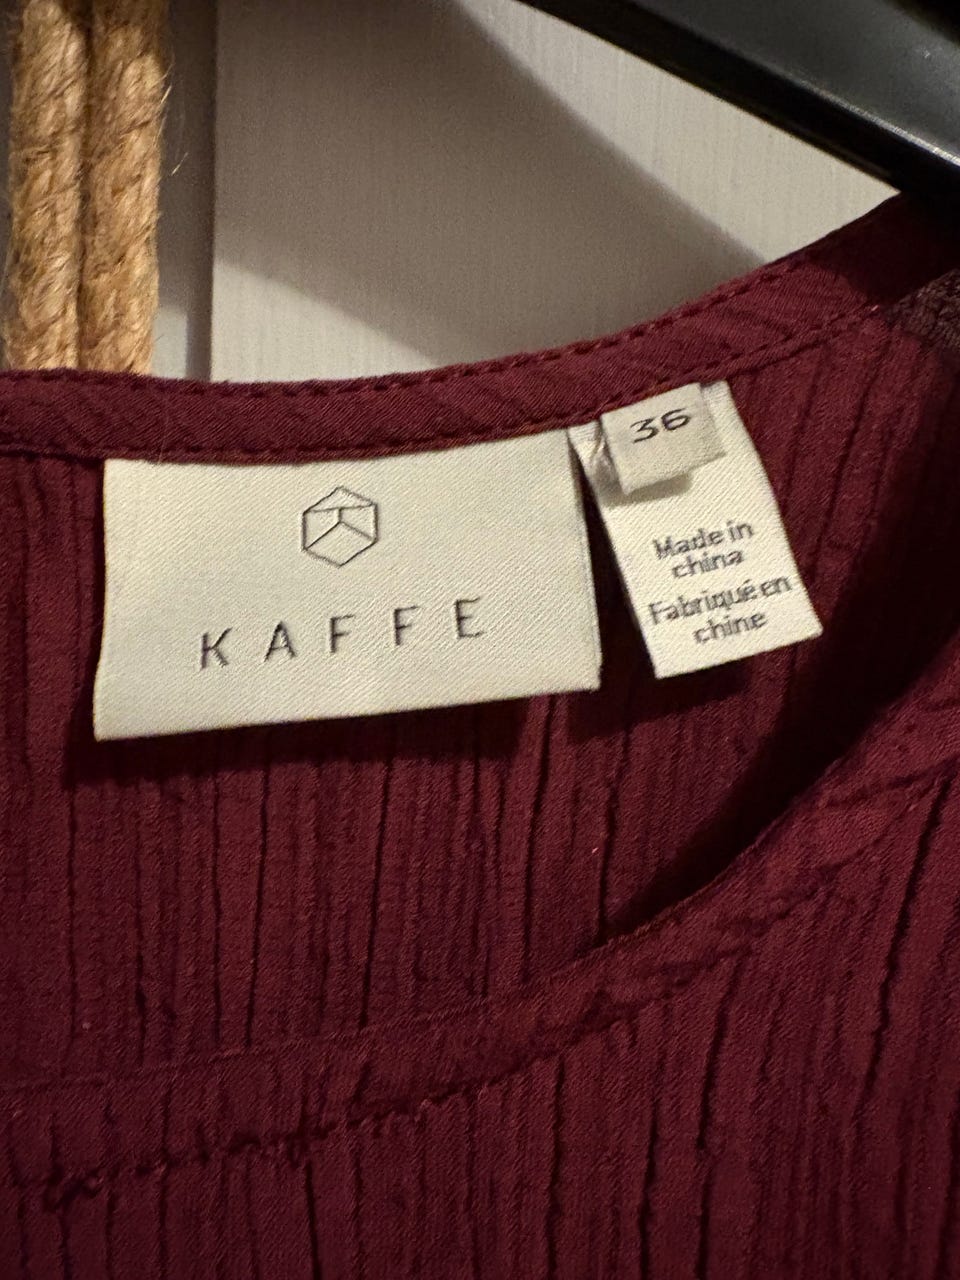 KAFFE
36
Made in
china
Fabriqué en
chine